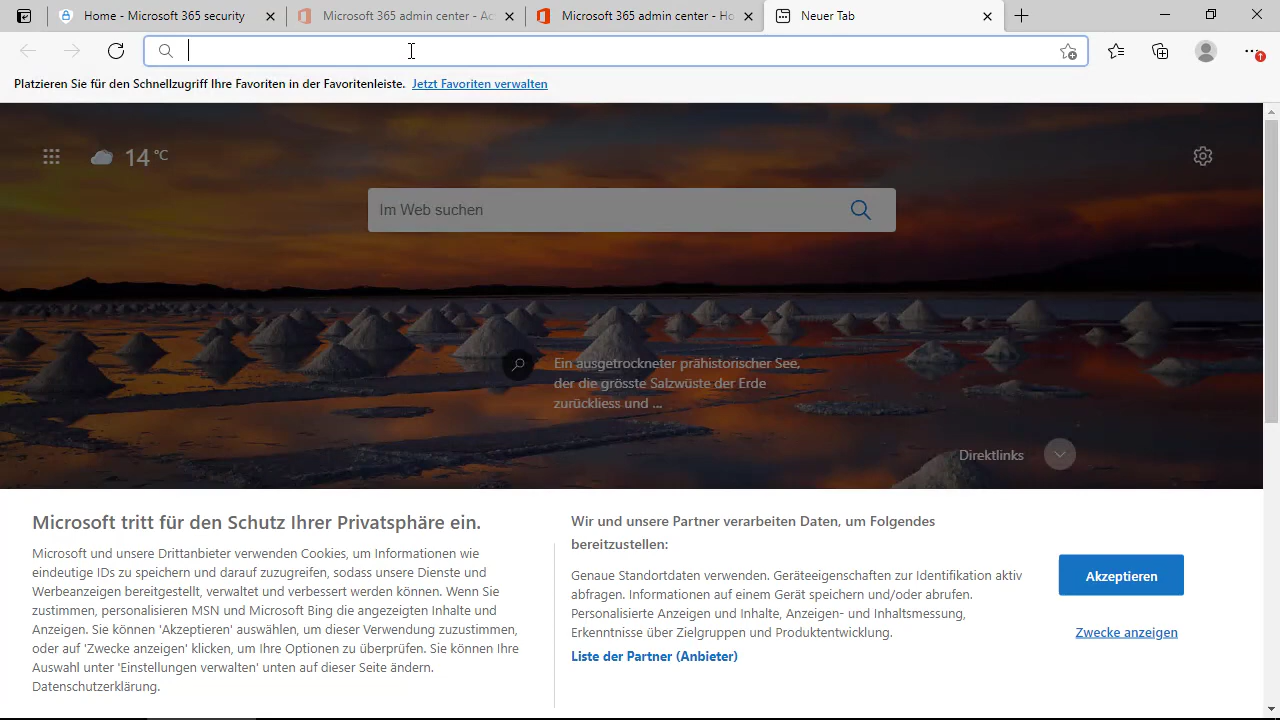 Home - Microsoft 365 security
Microsoft 365 admin center - Ac
Microsoft 365 admin center - Ho
Neuer Tab
Platzieren Sie für den Schnellzugriff Ihre Favoriten in der Favoritenleiste. Jetzt Favoriten verwalten
14 °C
Im Web suchen
Ein ausgetrockneter prähistorischer See,
der die grösste Salzwüste der Erde
zurückliess und ...
Direktlinks
Microsoft tritt für den Schutz Ihrer Privatsphäre ein.
Microsoft und unsere Drittanbieter verwenden Cookies, um Informationen wie
eindeutige IDs zu speichern und darauf zuzugreifen, sodass unsere Dienste und
Werbeanzeigen bereitgestellt, verwaltet und verbessert werden können. Wenn Sie
zustimmen, personalisieren MSN und Microsoft Bing die angezeigten Inhalte und
Anzeigen. Sie können 'Akzeptieren' auswählen, um dieser Verwendung zuzustimmen,
oder auf 'Zwecke anzeigen' klicken, um Ihre Optionen zu überprüfen. Sie können Ihre
Auswahl unter 'Einstellungen verwalten' unten auf dieser Seite ändern.
Datenschutzerklärung.
Wir und unsere Partner verarbeiten Daten, um Folgendes
bereitzustellen:
Genaue Standortdaten verwenden. Geräteeigenschaften zur Identifikation aktiv
abfragen. Informationen auf einem Gerät speichern und/oder abrufen.
Personalisierte Anzeigen und Inhalte, Anzeigen- und Inhaltsmessung,
Erkenntnisse über Zielgruppen und Produktentwicklung.
Liste der Partner (Anbieter)
Akzeptieren
Zwecke anzeigen